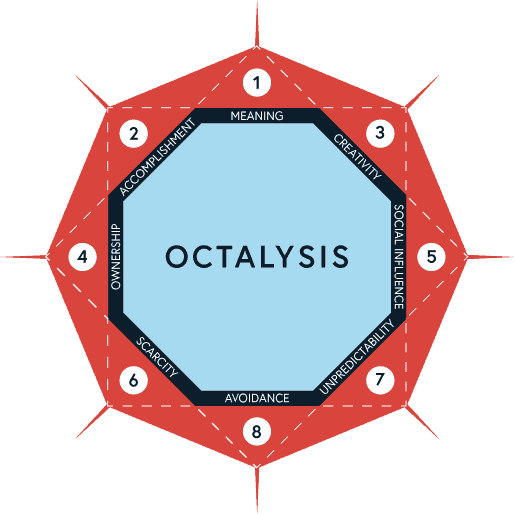 1
MEANING
2
ACCOMPLISHMENT
3
CREATIVITY
4
OWNERSHIP
OCTALYSIS
5
SOCIAL INFLUENCE
6
SCARCITY
7
UNPREDICTABILITY
AVOIDANCE
8